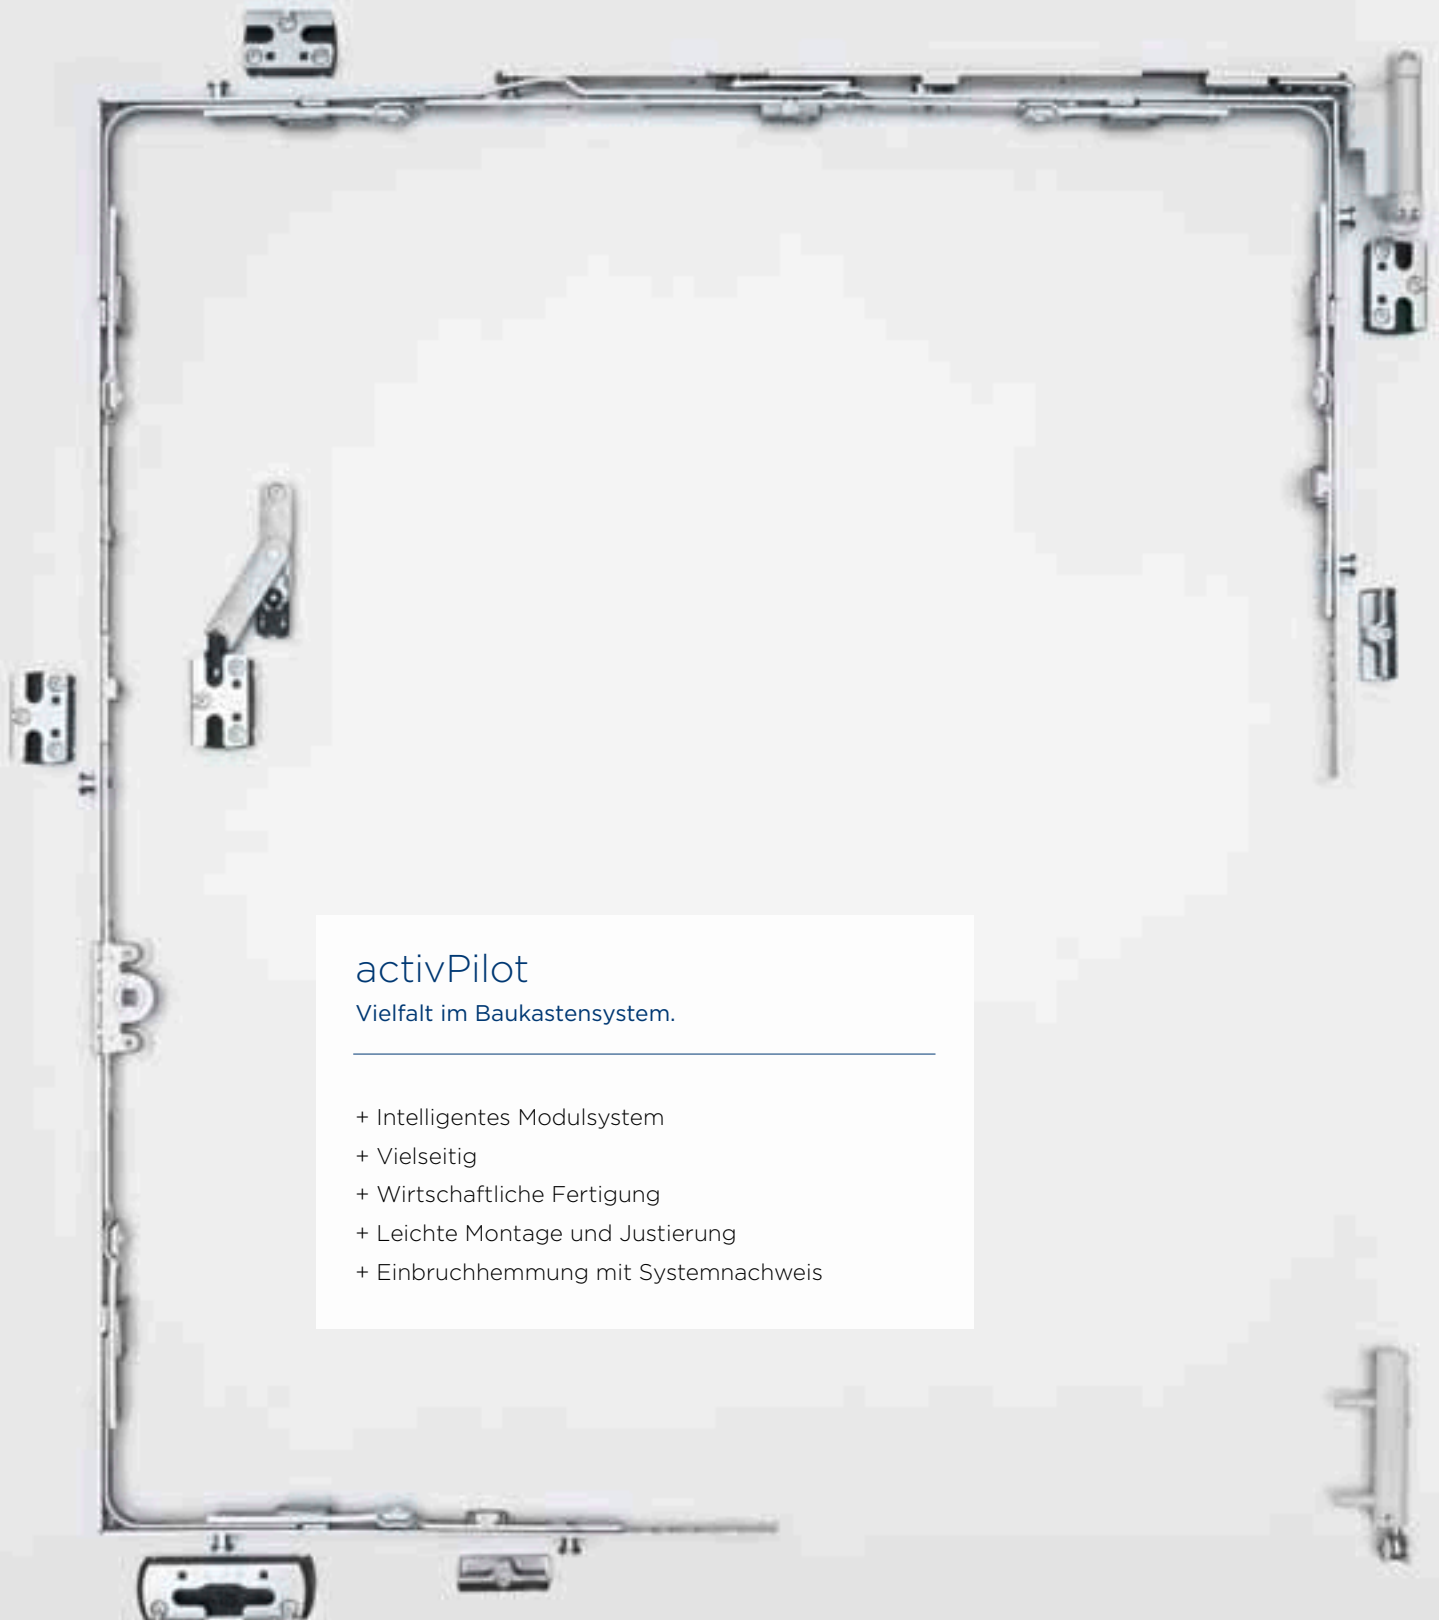 activPilot
Vielfalt im Baukastensystem.
+ Intelligentes Modulsystem
+ Vielseitig
+ Wirtschaftliche Fertigung
+ Leichte Montage und Justierung
+ Einbruchhemmung mit Systemnachweis